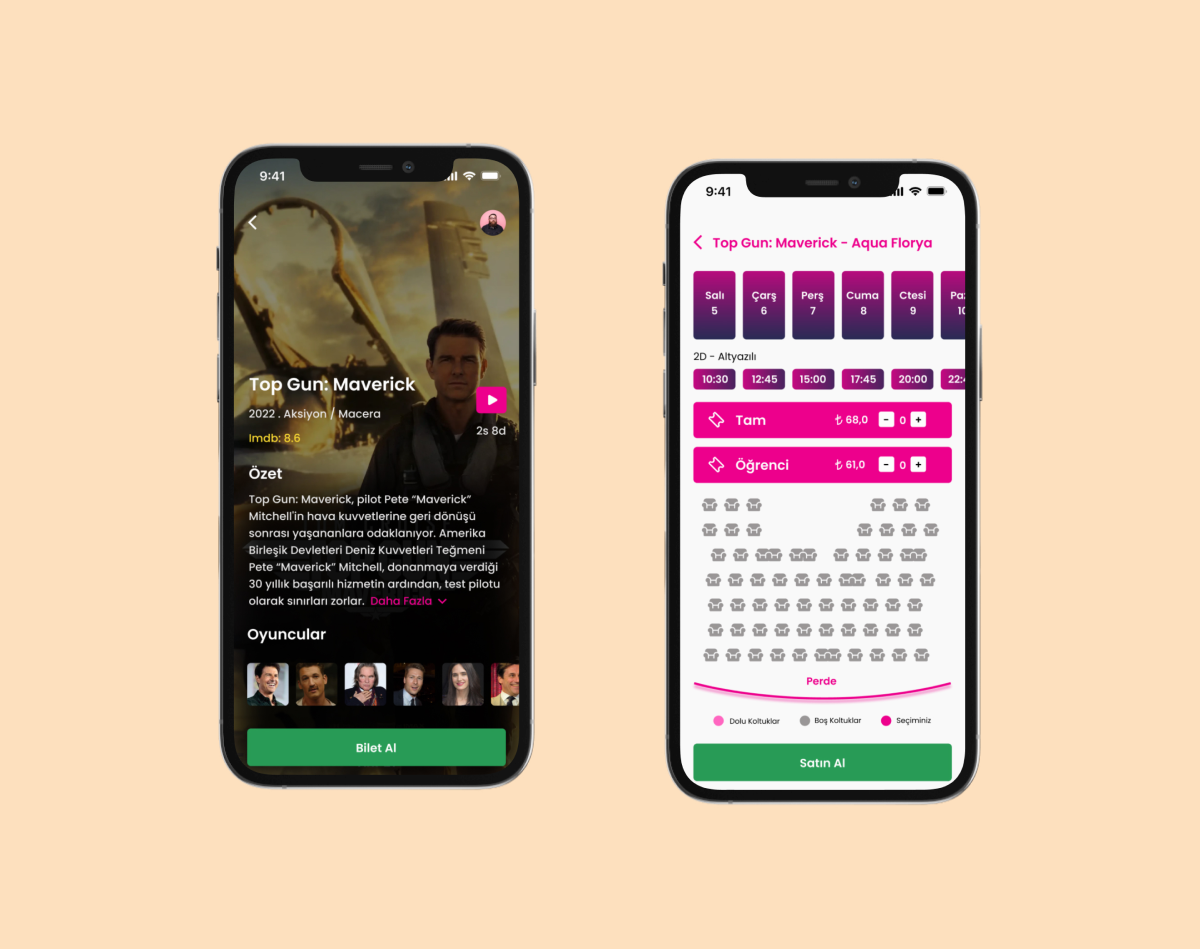 9:41
Top Gun: Maverick
2022 . Aksiyon / Macera
Imdb: 8.6
2s 8d
Özet
Top Gun: Maverick, pilot Pete “Maverick”
Mitchell'in hava kuvvetlerine geri dönüşü
sonrası yaşananlara odaklanıyor. Amerika
Birleşik Devletleri Deniz Kuvvetleri Teğmeni
Pete “Maverick” Mitchell, donanmaya verdiği
30 yıllık başarılı hizmetin ardından, test pilotu
olarak sınırları zorlar. Daha Fazla
Oyuncular
Bilet Al
9:41
Top Gun: Maverick - Aqua Florya
Salı Çarş Perş Cuma Ctesi Paz
5 6 7 8 9 10
2D - Altyazılı
10:30 12:45 15:00 17:45 20:00 22:4
Tam ₺ 68,0 - 0 +
Öğrenci ₺ 61,0 - 0 +
Perde
Dolu Koltuklar Boş Koltuklar Seçiminiz
Satın Al